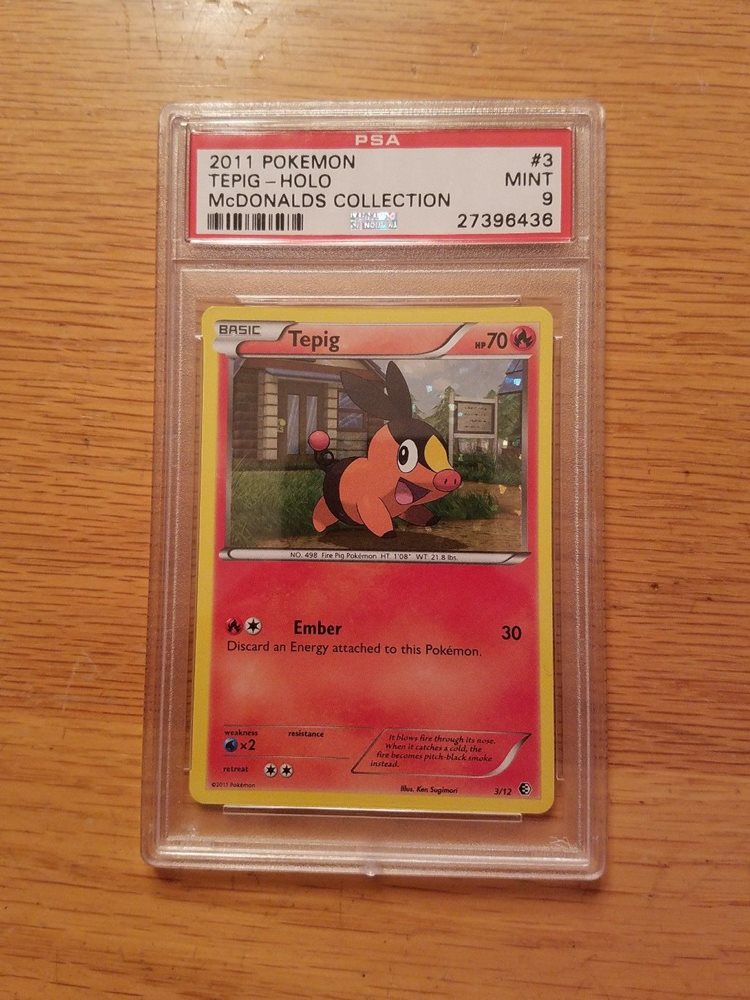 PSA
2011 POKEMON #3
TEPIG - HOLO MINT
McDONALDS COLLECTION 9
27396436
BASIC Tepig HP 70
NO. 498 Fire Pig Pokémon HT. 1'08" WT. 21.8 lbs.
Ember 30
Discard an Energy attached to this Pokémon.
weakness resistance
×2
It blows fire through its nose.
When it catches a cold, the
fire becomes pitch-black smoke
instead.
retreat
©2011 Pokémon Illus. Ken Sugimori 3/12